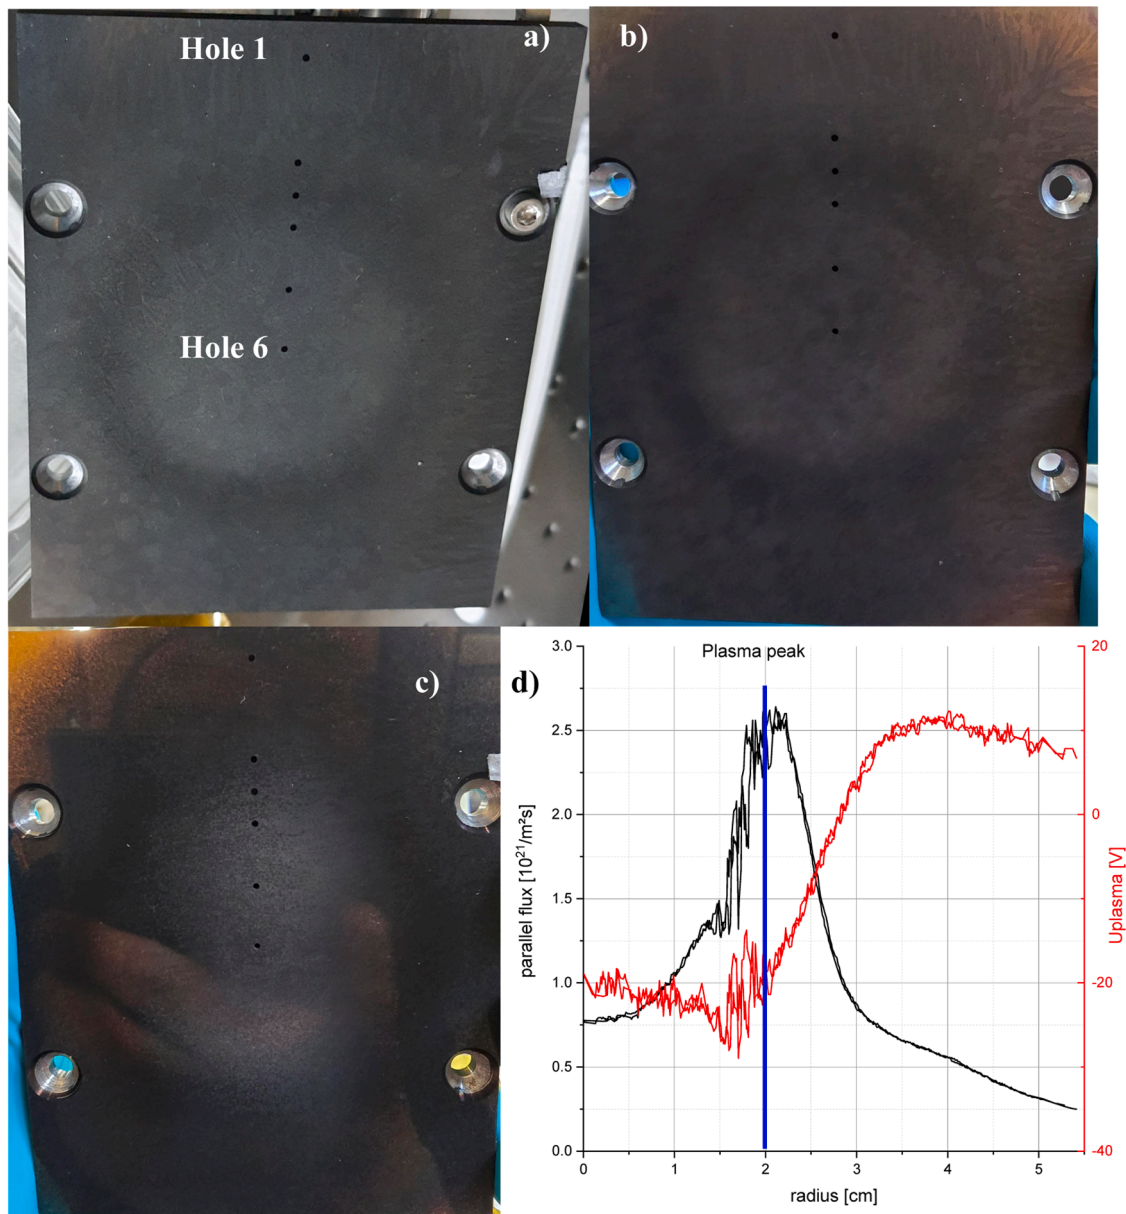 Hole 1
a)
b)
Hole 6
c)
d)
Plasma peak
3.0
2.5
2.0
1.5
1.0
0.5
0.0
parallel flux [10²¹/m²s]
20
0
-20
-40
Uplasma [V]
0 1 2 3 4 5
radius [cm]